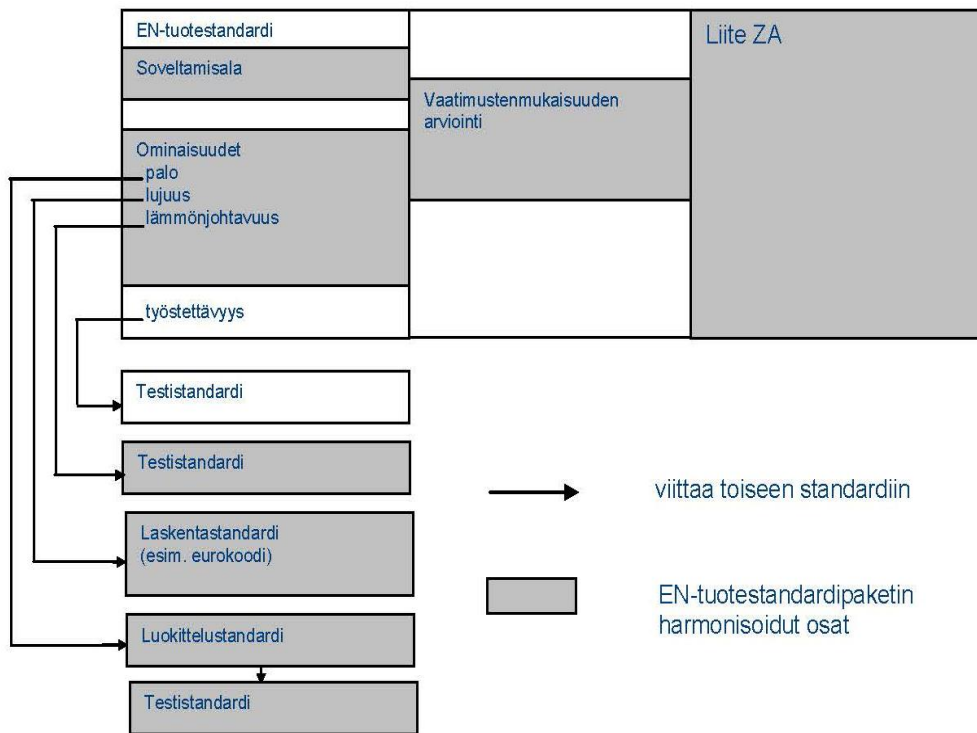 EN-tuotestandardi
Soveltamisala
Ominaisuudet
palo
lujuus
lämmönjohtavuus
työstettävyys
Vaatimustenmukaisuuden
arviointi
Liite ZA
Testistandardi
Testistandardi
Laskentastandardi
(esim. eurokoodi)
Luokittelustandardi
Testistandardi
viittaa toiseen standardiin
EN-tuotestandardipaketin
harmonisoidut osat